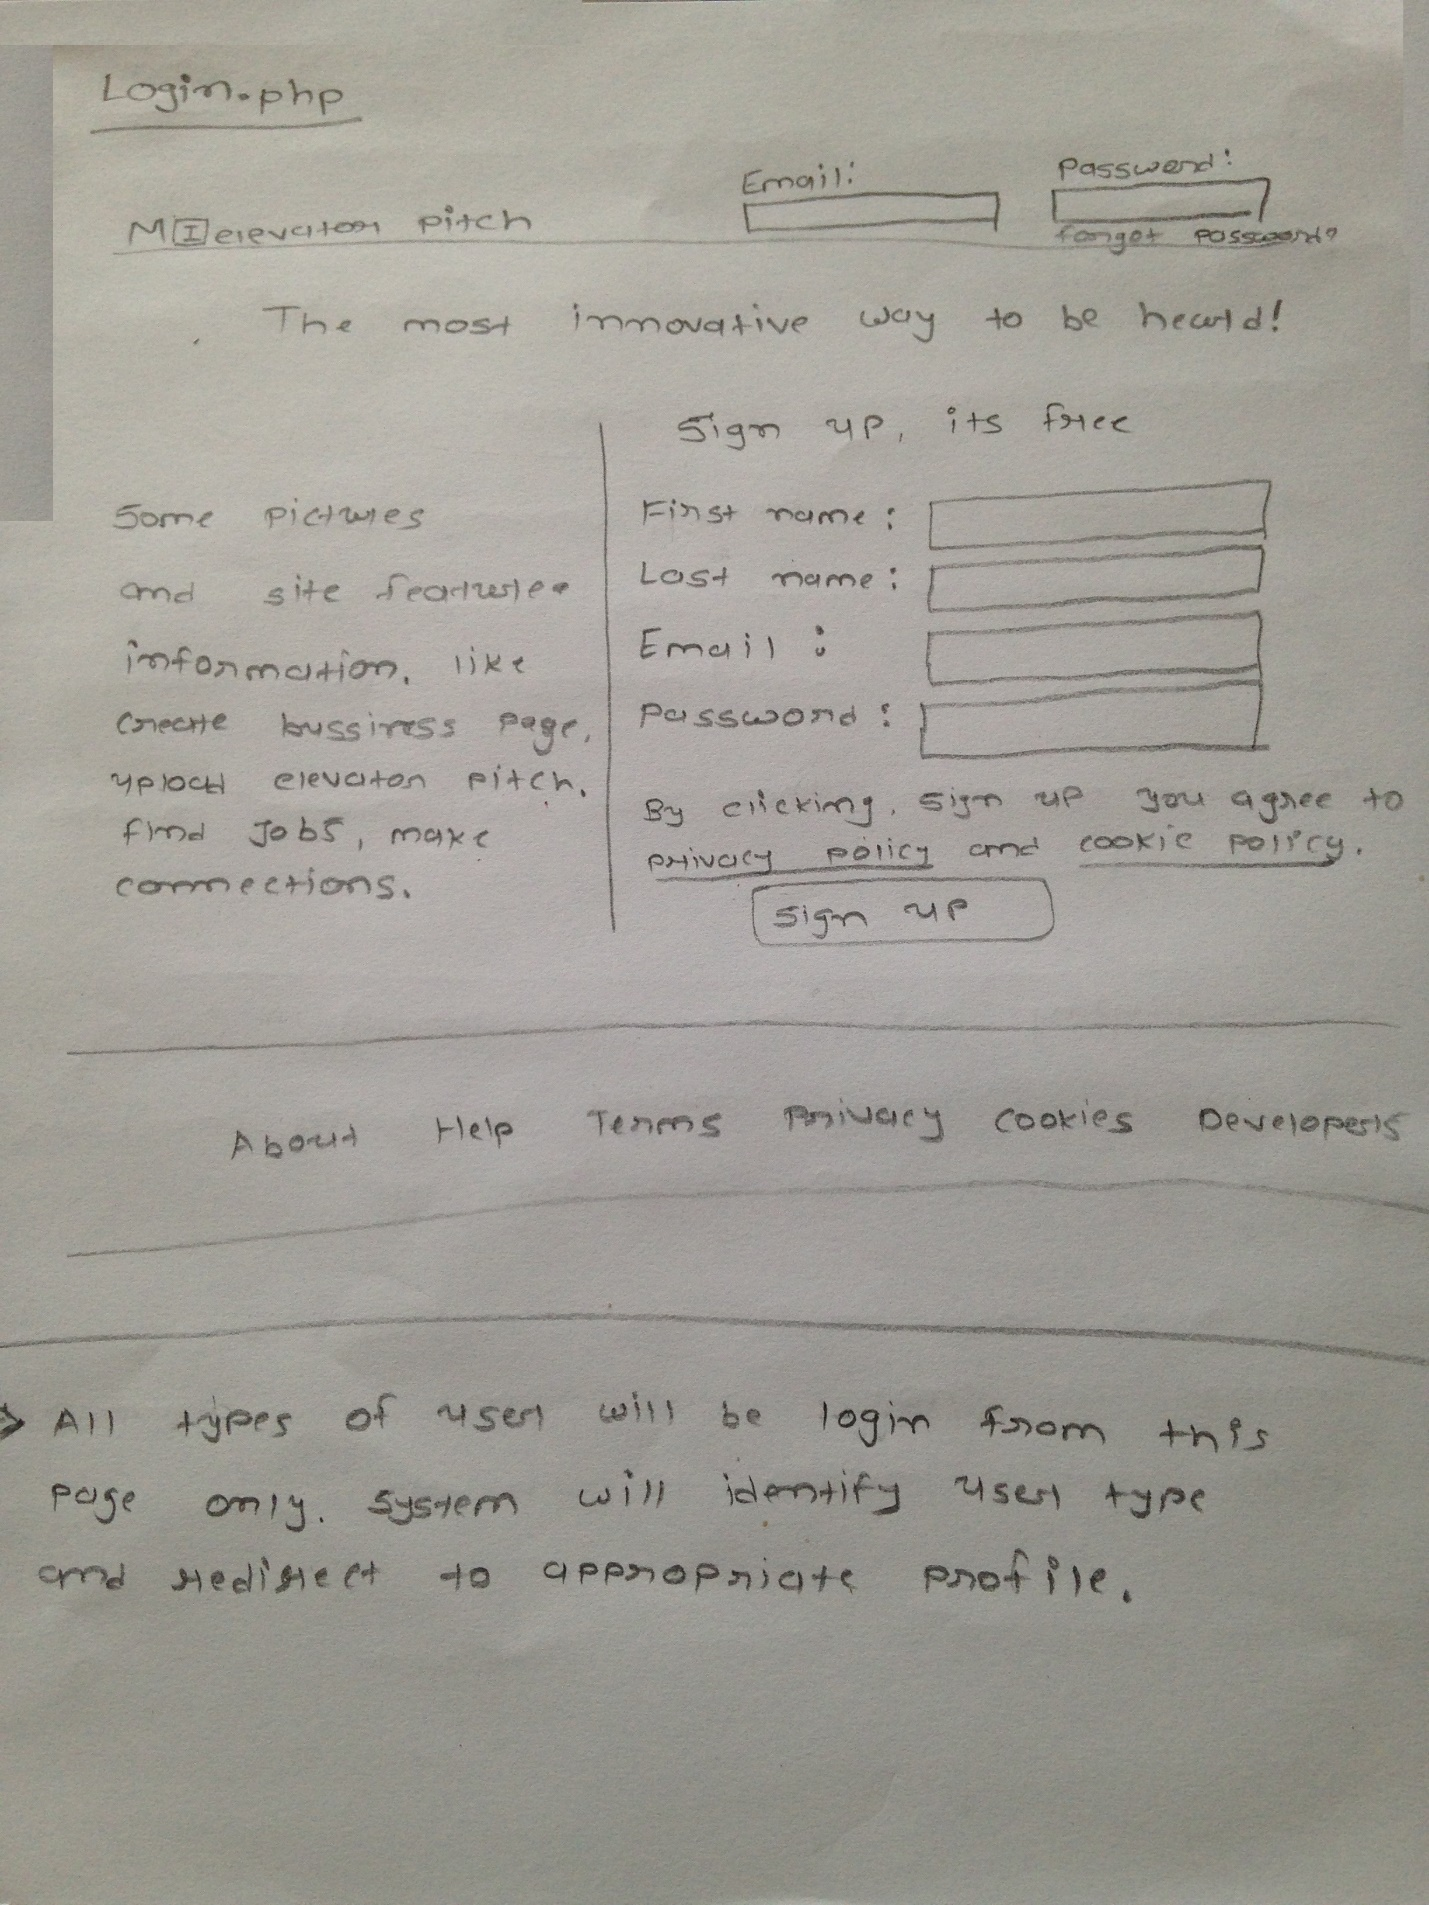 Login.php
Email: Password:
MI elevator pitch
forgot password?
The most innovative way to be heard!
Sign up, its free
Some pictures
and site features
information, like
create bussiness page,
upload elevator pitch,
find jobs, make
connections.
First name:
Last name:
Email:
Password:
By clicking, sign up you agree to
privacy policy and cookie policy.
Sign up
About Help Terms Privacy Cookies Developers
→ All types of user will be login from this
page only. system will identify user type
and redirect to appropriate profile.